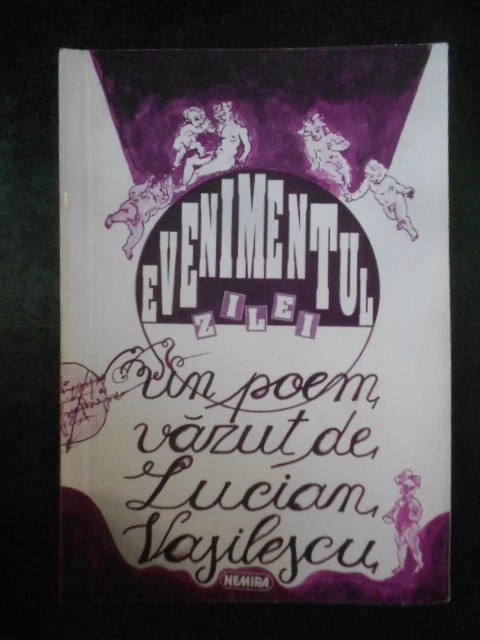 EVENIMENTUL
ZILEI
un poem
văzut de
Lucian
Vasilescu
NEMIRA